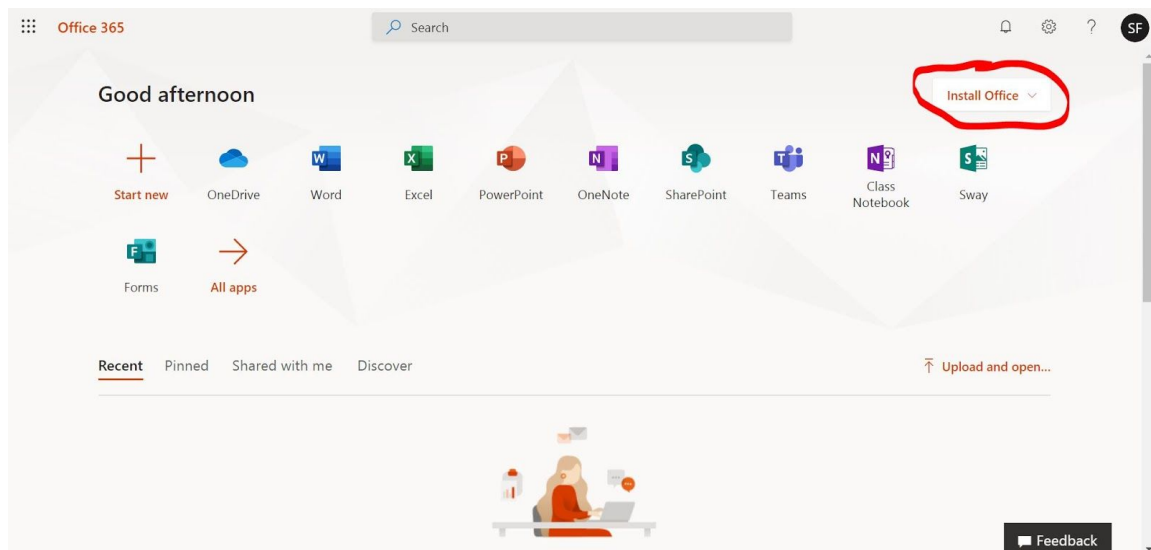 Office 365
Search
SF
Good afternoon
Install Office
Start new
OneDrive
Word
Excel
PowerPoint
OneNote
SharePoint
Teams
Class
Notebook
Sway
Forms
All apps
Recent Pinned Shared with me Discover
Upload and open...
Feedback